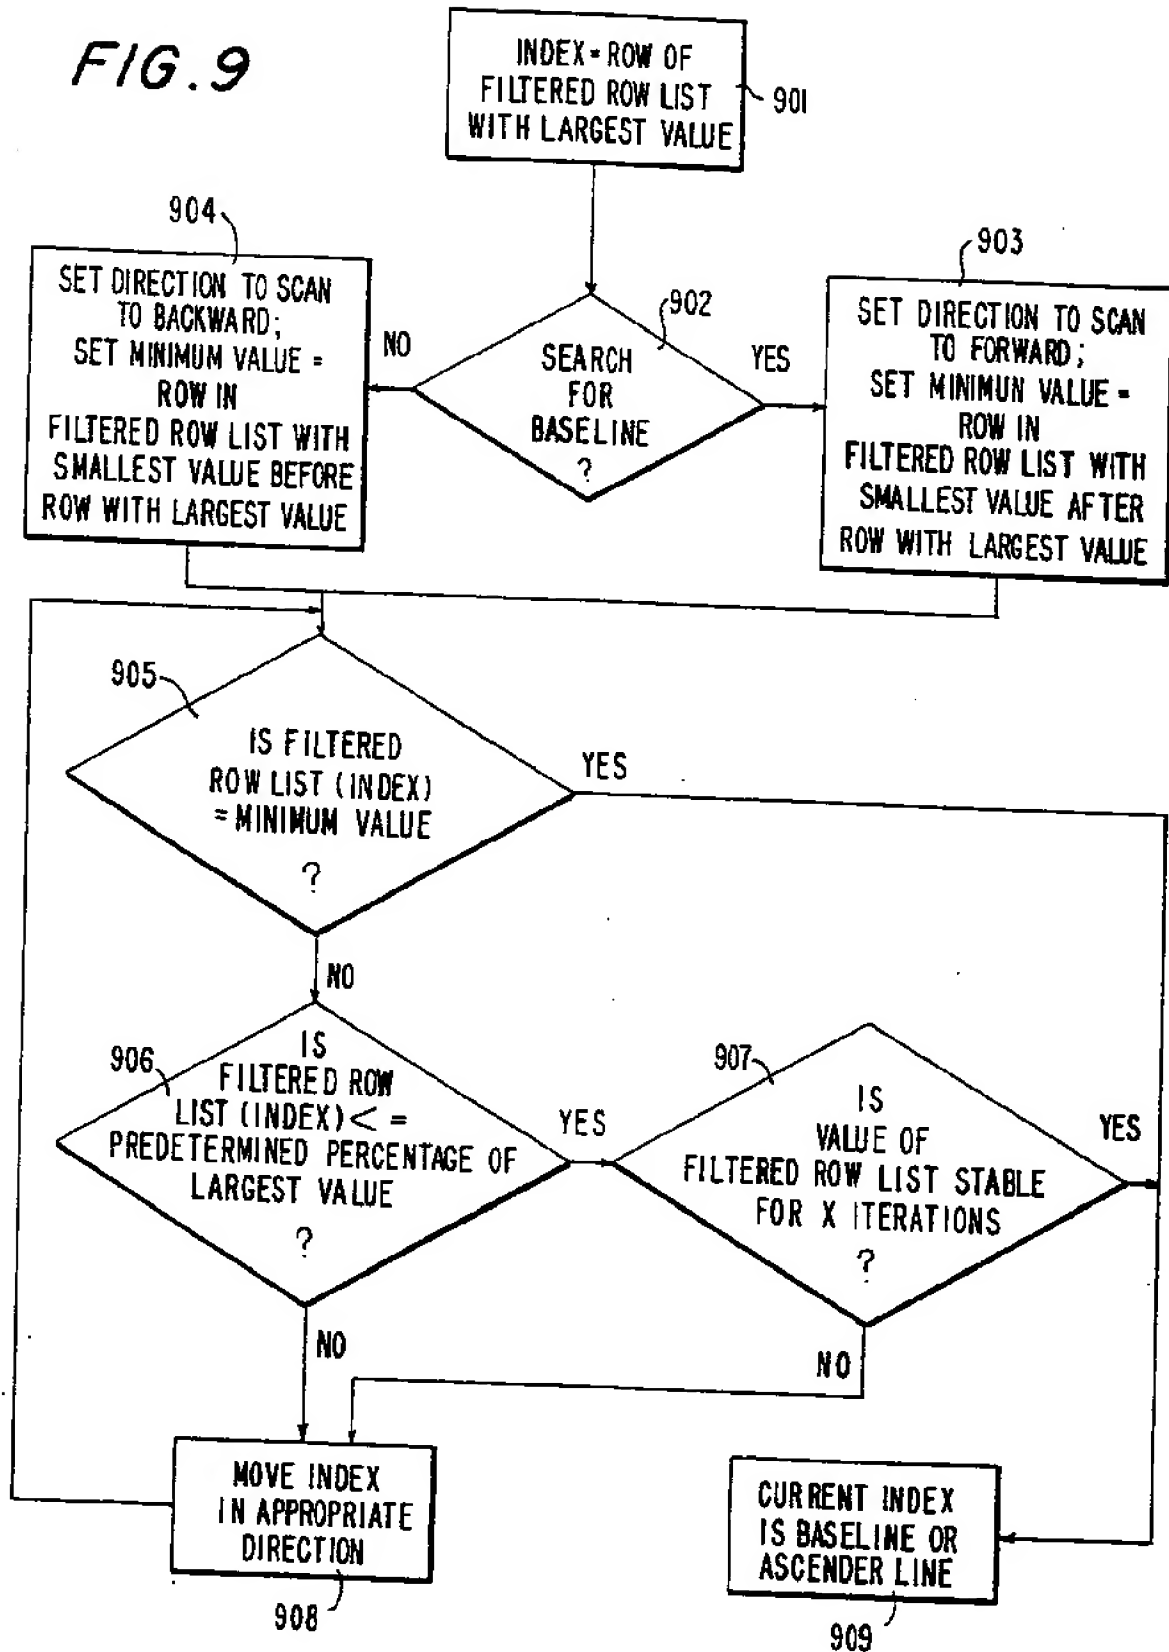 FIG. 9
INDEX = ROW OF
FILTERED ROW LIST
WITH LARGEST VALUE
901
904
SET DIRECTION TO SCAN
TO BACKWARD;
SET MINIMUM VALUE =
ROW IN
FILTERED ROW LIST WITH
SMALLEST VALUE BEFORE
ROW WITH LARGEST VALUE
NO
902
SEARCH
FOR
BASELINE
?
YES
903
SET DIRECTION TO SCAN
TO FORWARD;
SET MINIMUN VALUE =
ROW IN
FILTERED ROW LIST WITH
SMALLEST VALUE AFTER
ROW WITH LARGEST VALUE
905
IS FILTERED
ROW LIST (INDEX)
= MINIMUM VALUE
?
YES
NO
906
IS
FILTERED ROW
LIST (INDEX) < =
PREDETERMINED PERCENTAGE OF
LARGEST VALUE
?
YES
NO
907
IS
VALUE OF
FILTERED ROW LIST STABLE
FOR X ITERATIONS
?
YES
NO
MOVE INDEX
IN APPROPRIATE
DIRECTION
908
CURRENT INDEX
IS BASELINE OR
ASCENDER LINE
909